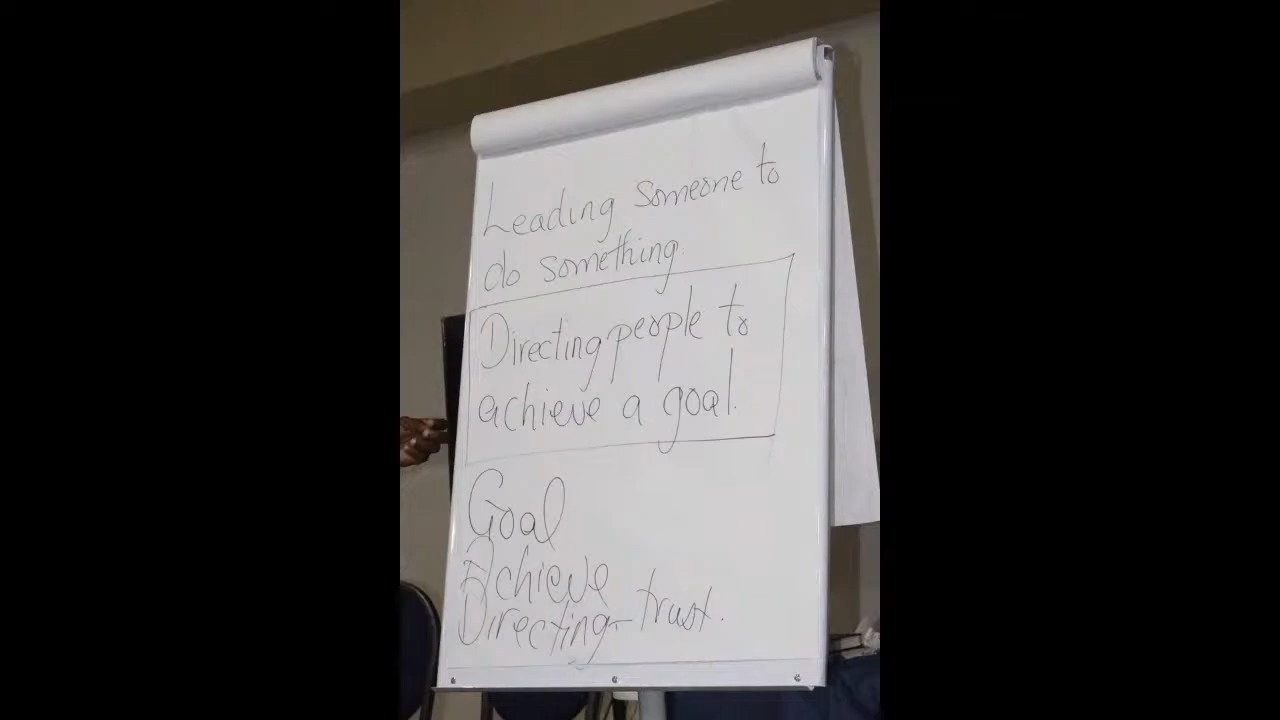 Leading someone to
do something.
Directing people to
achieve a goal.
Goal
Achieve
Directing - trust.